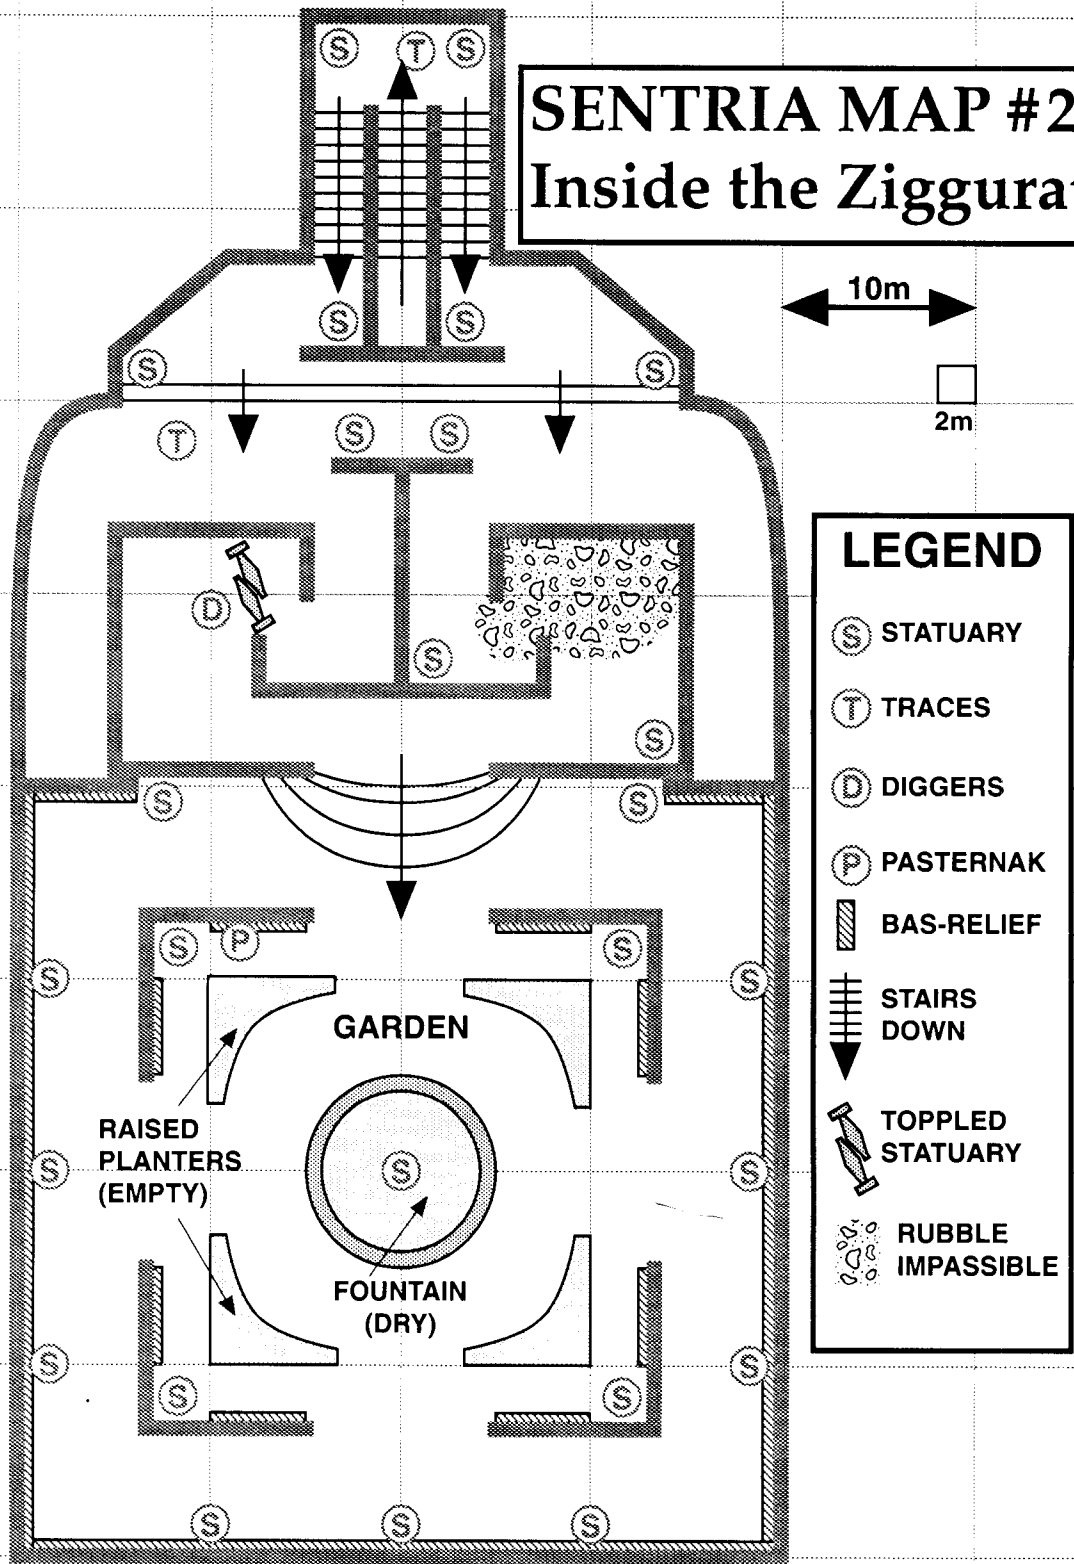 S T S
SENTRIA MAP #2
Inside the Ziggurat
S S
10m
S S
2m
T S S
LEGEND
D
S STATUARY
S
T TRACES
S
D DIGGERS
S S
P PASTERNAK
BAS-RELIEF
S P S
S S
STAIRS
DOWN
GARDEN
TOPPLED
STATUARY
RAISED
PLANTERS
(EMPTY)
S S S
RUBBLE
IMPASSIBLE
FOUNTAIN
(DRY)
S S
S S
S S S